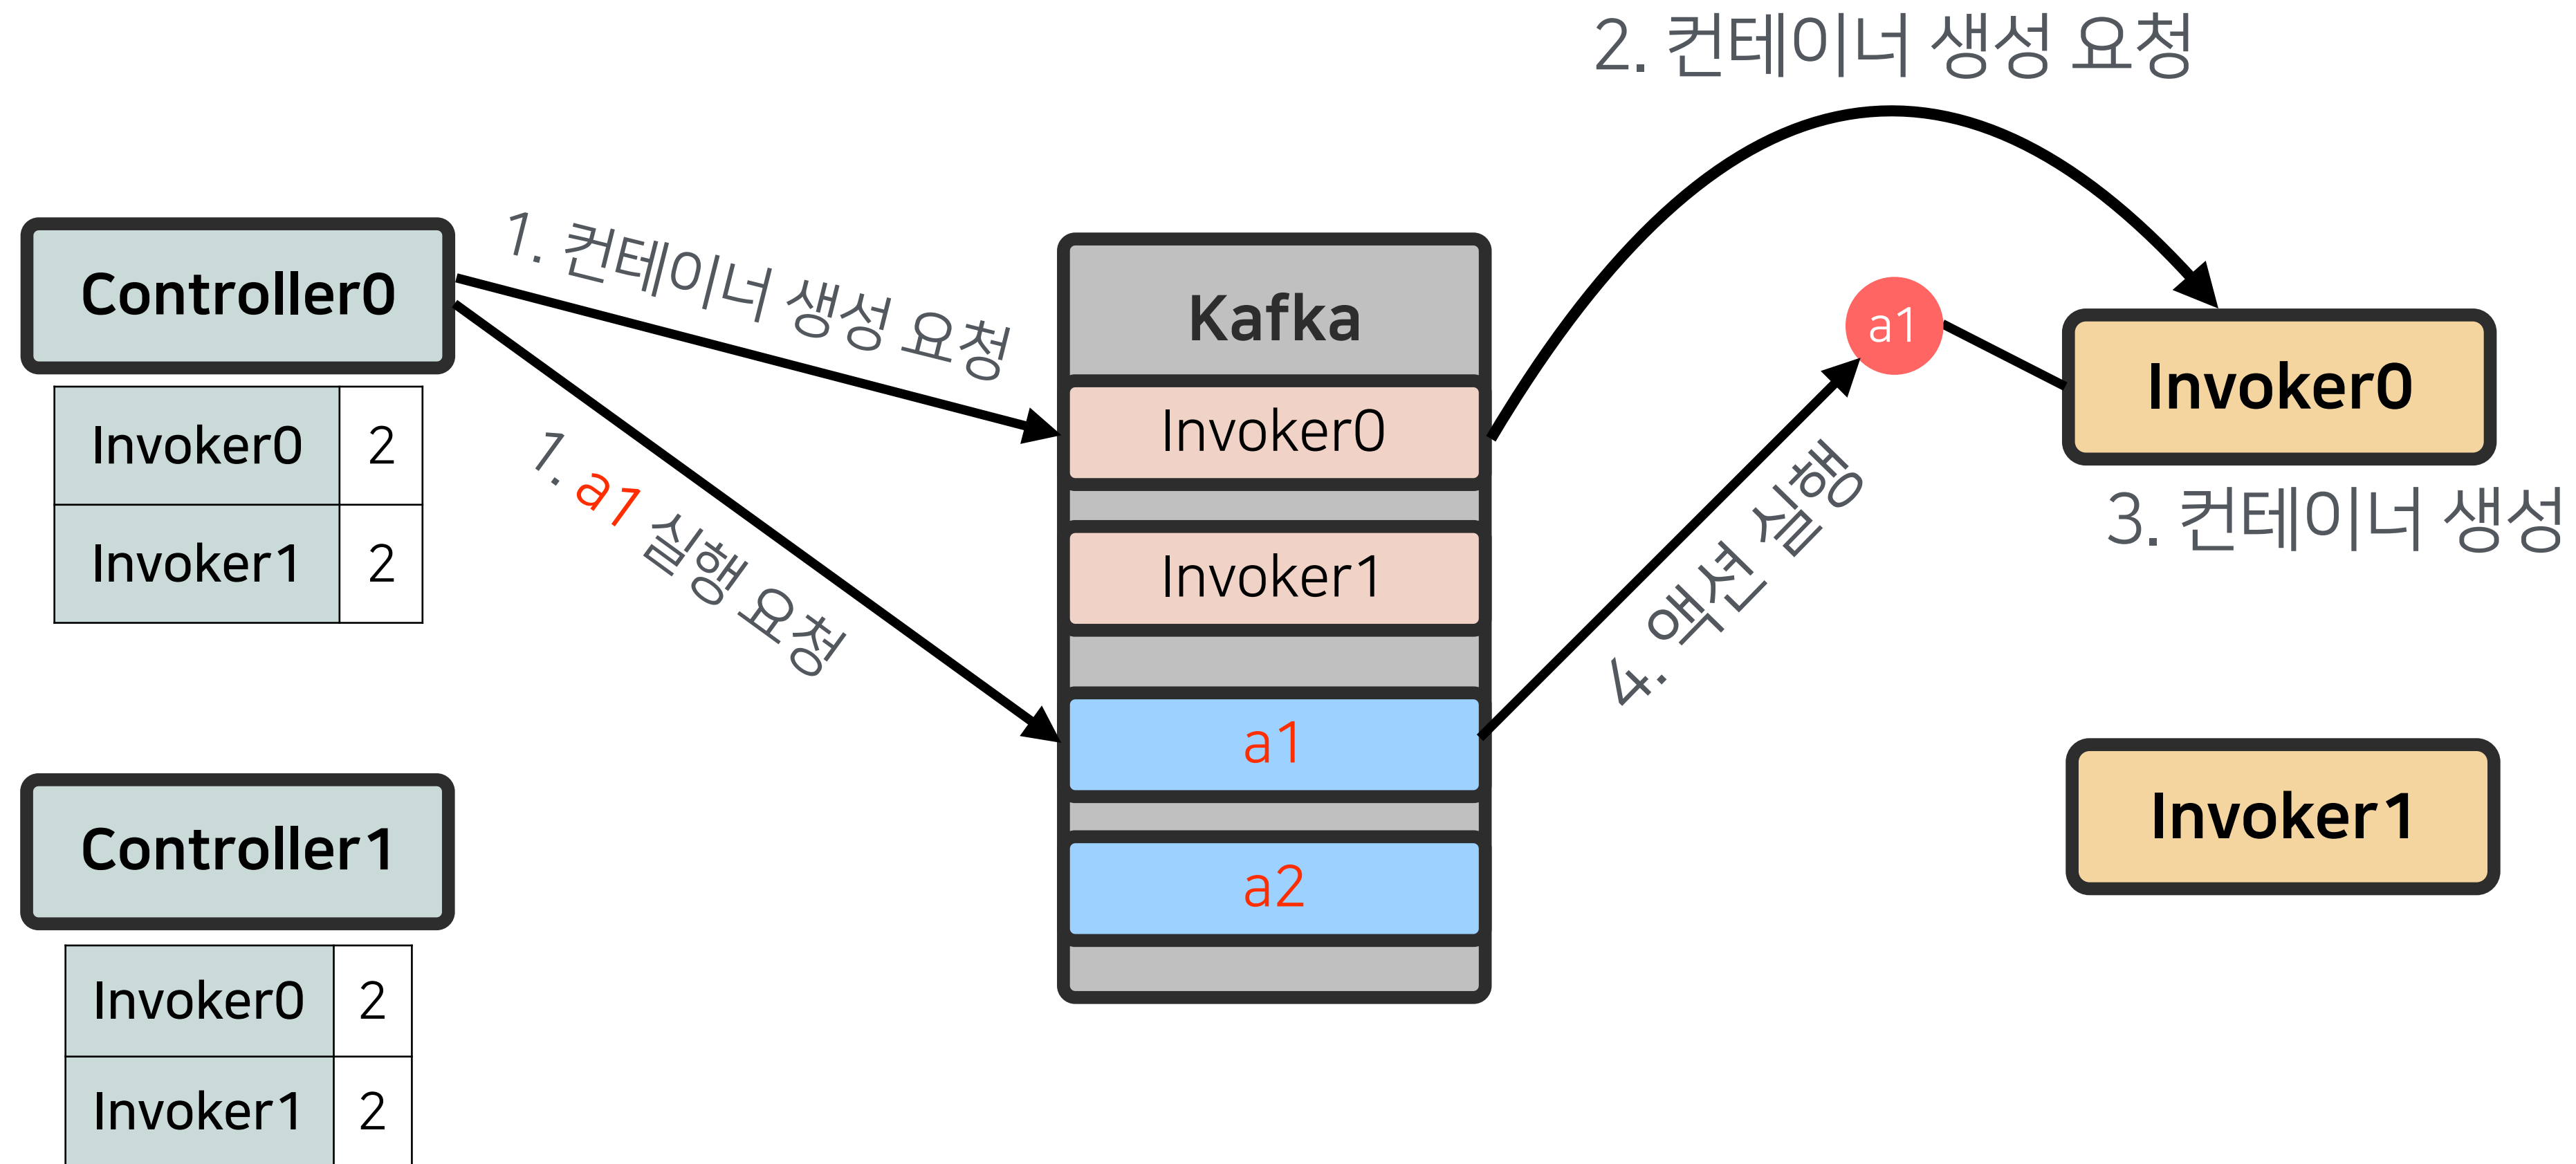 2. 컨테이너 생성 요청
Controller0
1. 컨테이너 생성 요청
Kafka
a1
Invoker0
Invoker0 2
Invoker0
1. a1 실행 요청
4. 액션 실행
3. 컨테이너 생성
Invoker1 2
Invoker1
a1
Controller1
a2
Invoker1
Invoker0 2
Invoker1 2